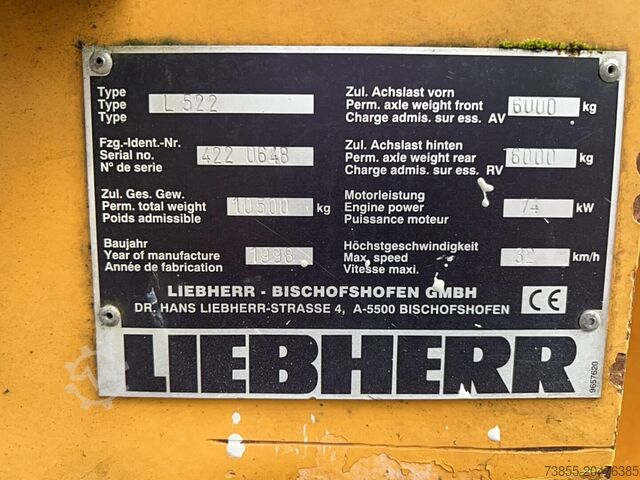 Type
Type L 522
Type
Fzg.-Ident.-Nr.
Serial no. 422 0648
N° de serie
Zul. Ges. Gew.
Perm. total weight 10500 kg
Poids admissible
Baujahr
Year of manufacture 1998
Année de fabrication
Zul. Achslast vorn
Perm. axle weight front 6000 kg
Charge admis. sur ess. AV
Zul. Achslast hinten
Perm. axle weight rear 6000 kg
Charge admis. sur ess. RV
Motorleistung
Engine power 74 kW
Puissance moteur
Höchstgeschwindigkeit
Max. speed 32 km/h
Vitesse maxi.
LIEBHERR - BISCHOFSHOFEN GMBH
DR. HANS LIEBHERR-STRASSE 4, A-5500 BISCHOFSHOFEN
CE
LIEBHERR
9657620